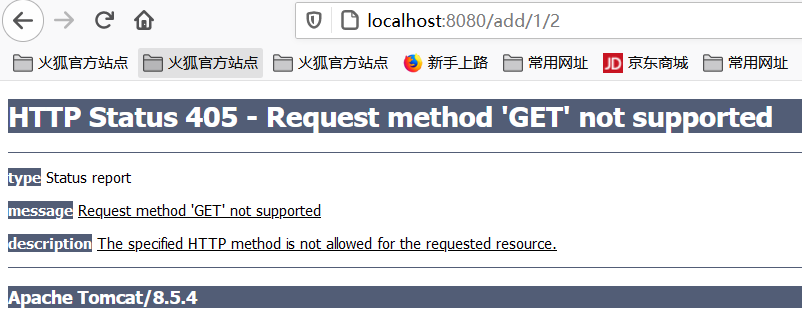 localhost:8080/add/1/2
火狐官方站点 火狐官方站点 火狐官方站点 新手上路 常用网址 JD 京东商城 常用网址
HTTP Status 405 - Request method 'GET' not supported
type Status report
message Request method 'GET' not supported
description The specified HTTP method is not allowed for the requested resource.
Apache Tomcat/8.5.4